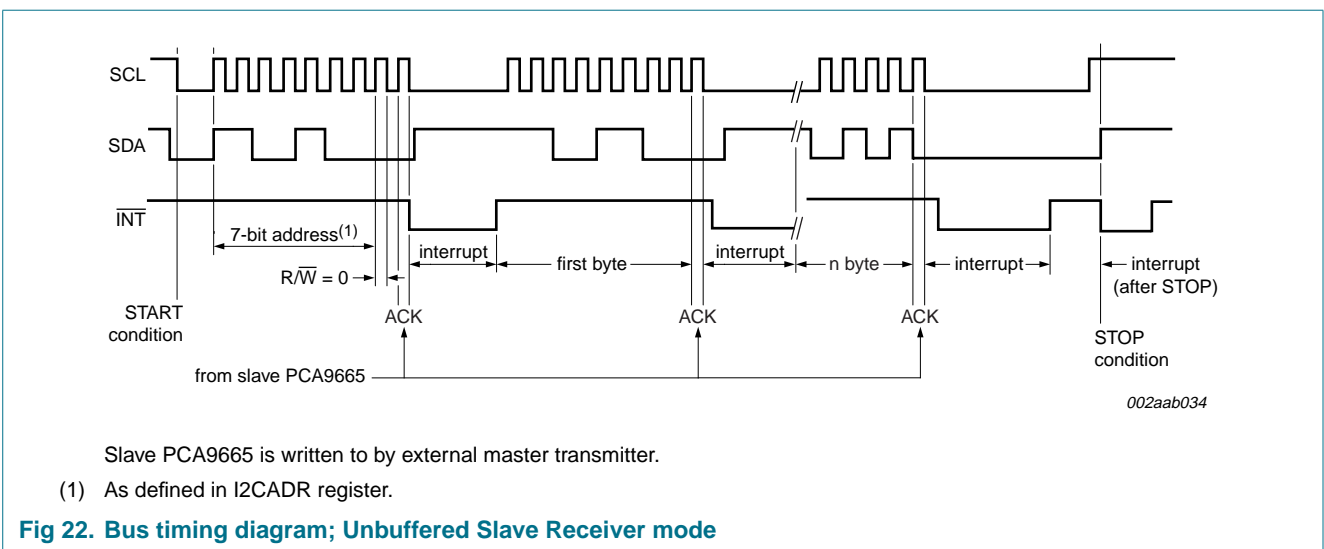 SCL
SDA
INT
7-bit address(1)
R/W = 0
interrupt
first byte
interrupt
n byte
interrupt
interrupt
(after STOP)
START
condition
ACK
ACK
ACK
STOP
condition
from slave PCA9665
002aab034
Slave PCA9665 is written to by external master transmitter.
(1) As defined in I2CADR register.
Fig 22. Bus timing diagram; Unbuffered Slave Receiver mode